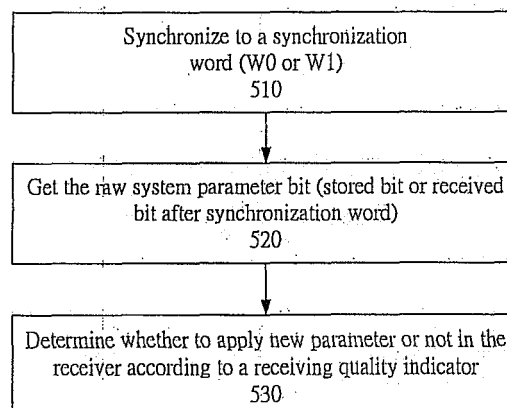 Synchronize to a synchronization
word (W0 or W1)
510
Get the raw system parameter bit (stored bit or received
bit after synchronization word)
520
Determine whether to apply new parameter or not in the
receiver according to a receiving quality indicator
530